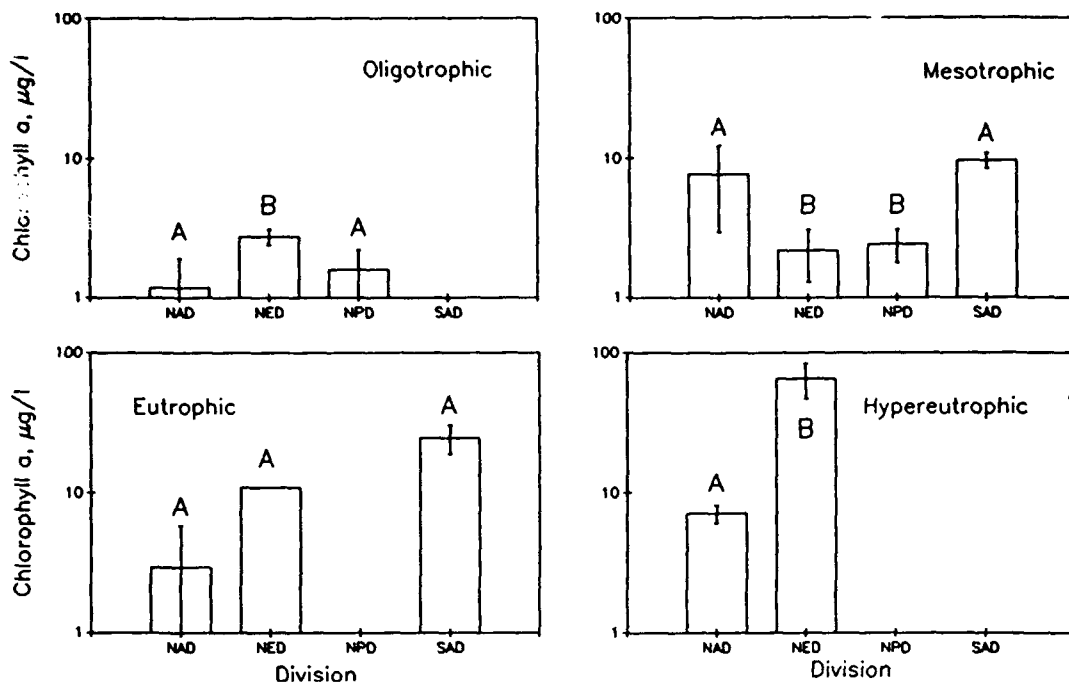 100
Oligotrophic
10
A
B
A
1
NAD NED NPD SAD
a, µg/l
100
Mesotrophic
A
A
10
B
B
1
NAD NED NPD SAD
Chlorophyll a, µg/l
100
Eutrophic
A
A
A
10
1
NAD NED NPD SAD
Division
100
Hypereutrophic
B
A
10
1
NAD NED NPD SAD
Division